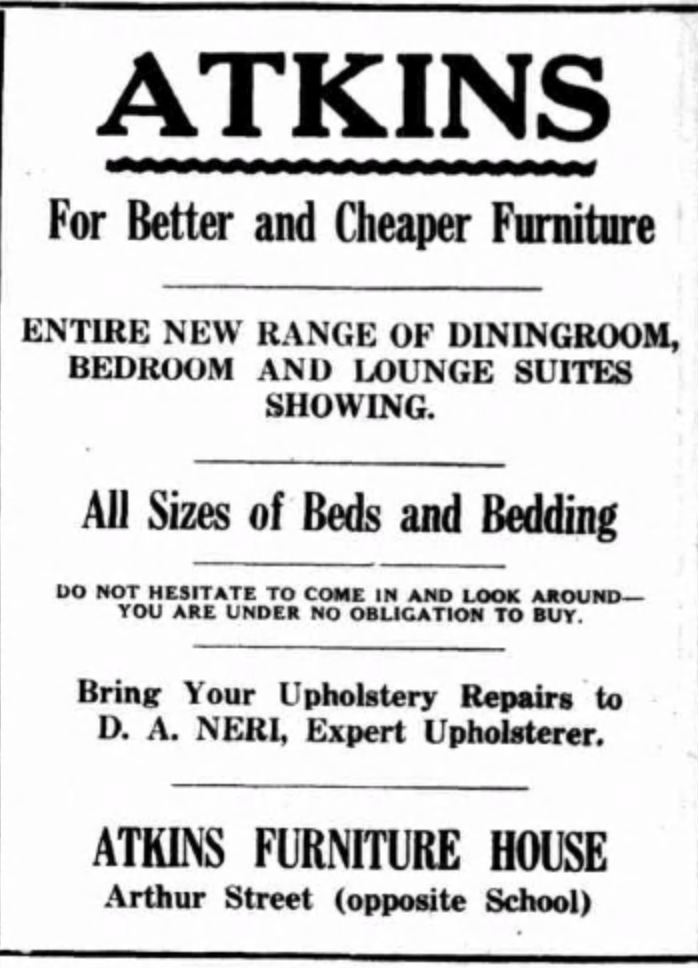 ATKINS
For Better and Cheaper Furniture
ENTIRE NEW RANGE OF DININGROOM,
BEDROOM AND LOUNGE SUITES
SHOWING.
All Sizes of Beds and Bedding
DO NOT HESITATE TO COME IN AND LOOK AROUND—
YOU ARE UNDER NO OBLIGATION TO BUY.
Bring Your Upholstery Repairs to
D. A. NERI, Expert Upholsterer.
ATKINS FURNITURE HOUSE
Arthur Street (opposite School)